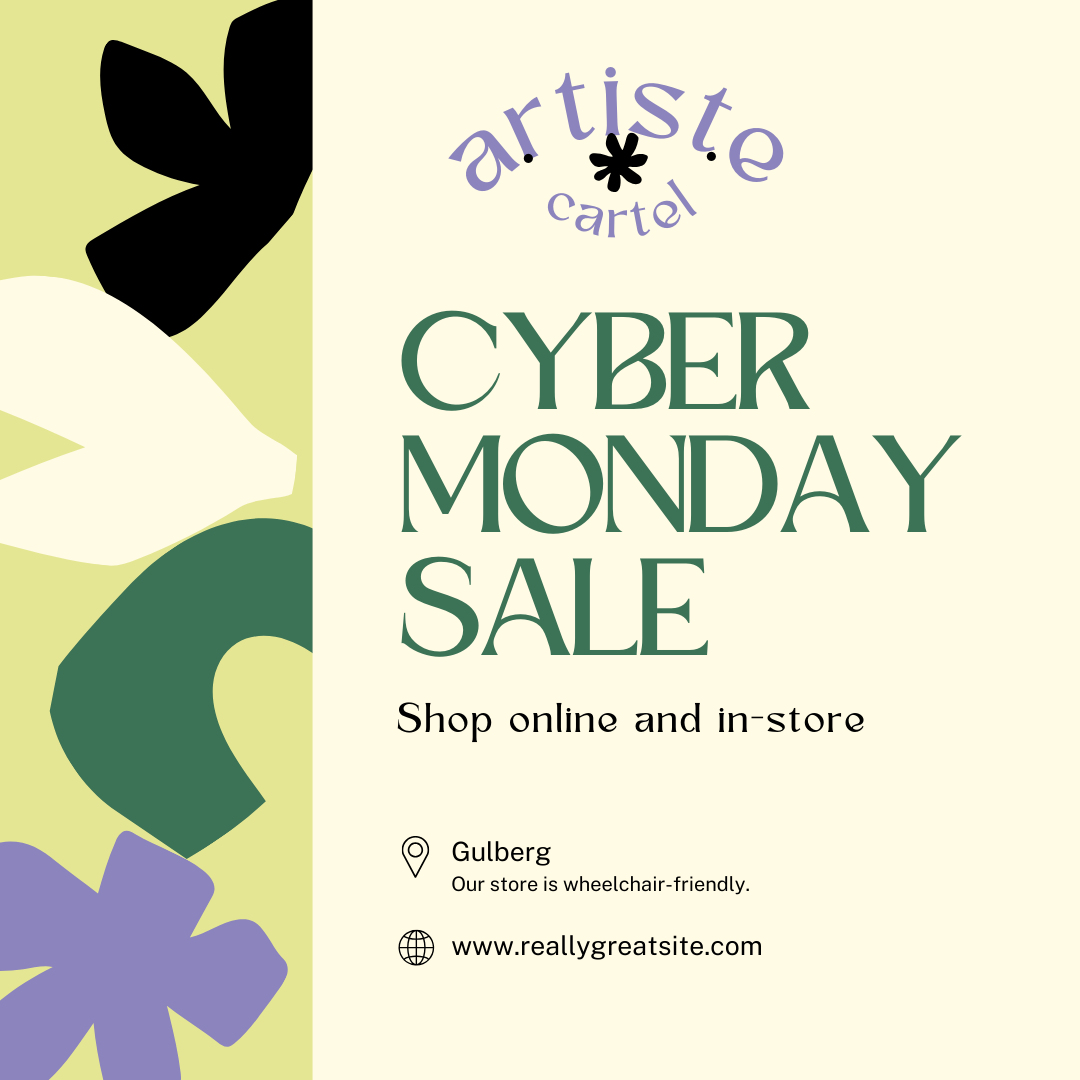 artiste
cartel
CYBER
MONDAY
SALE
Shop online and in-store
Gulberg
Our store is wheelchair-friendly.
www.reallygreatsite.com